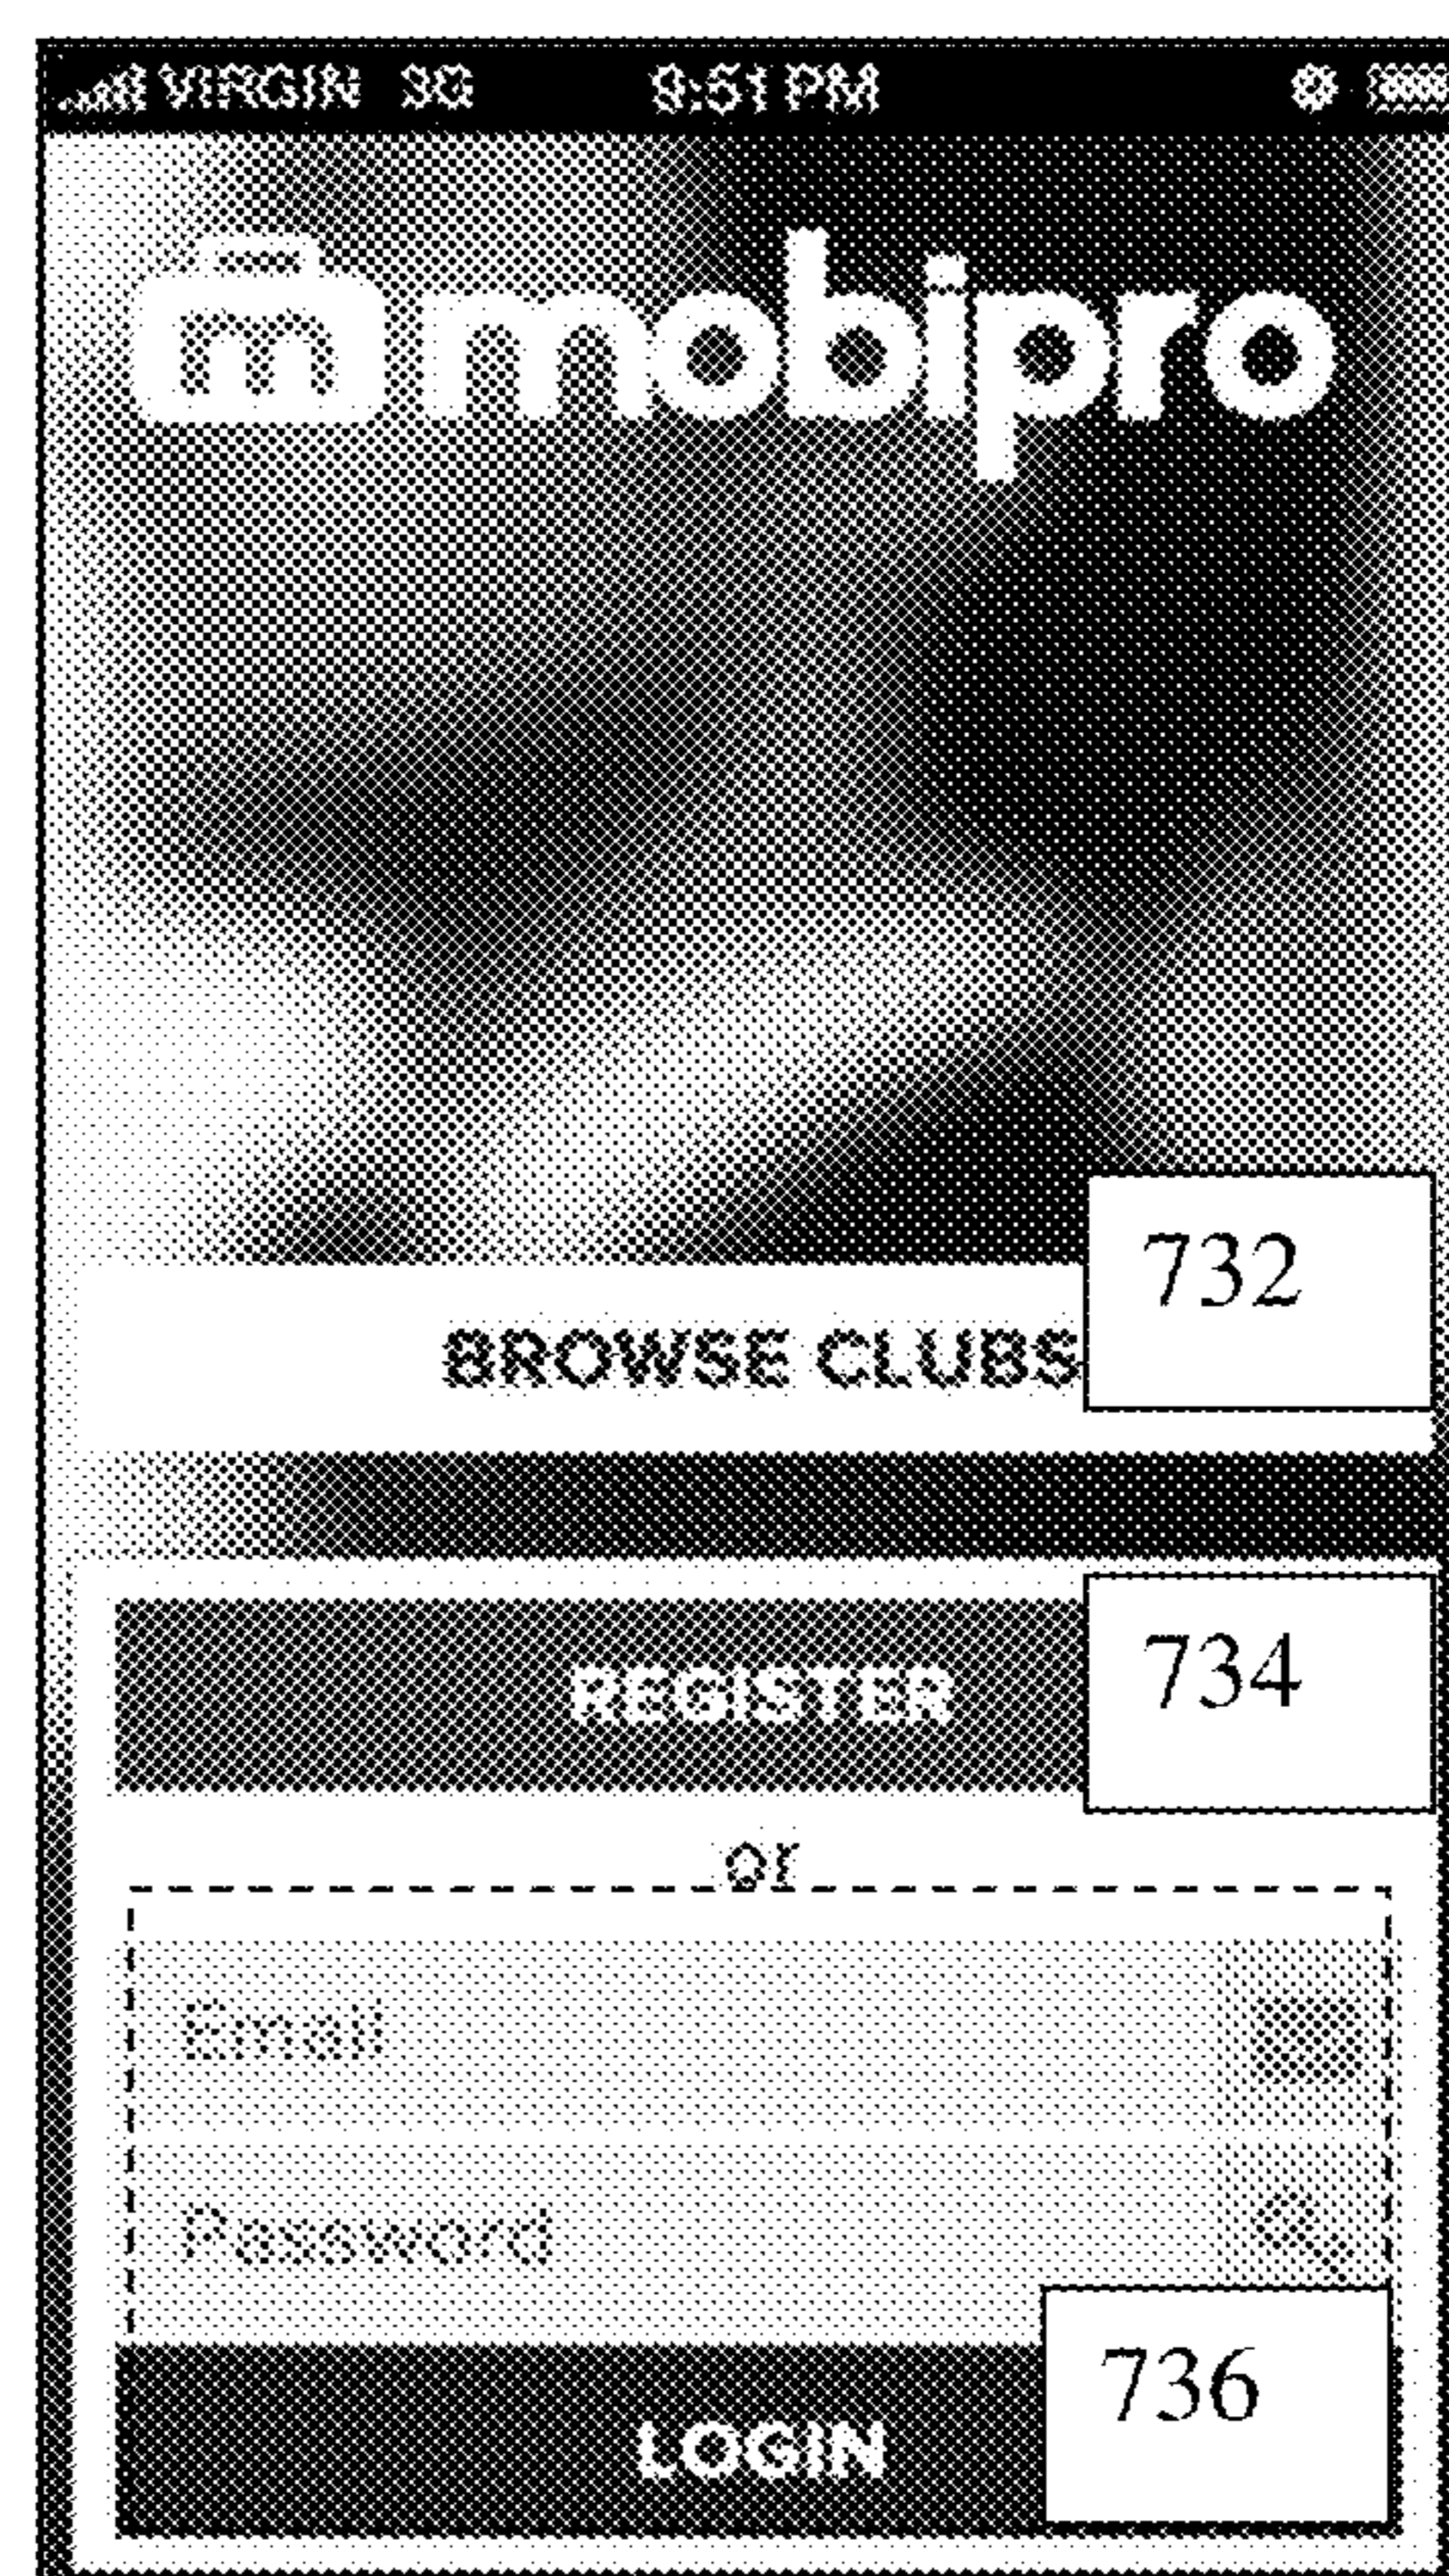 VIRGIN 3G 9:51 PM
mobipro
732
BROWSE CLUBS
734
REGISTER
or
Email
Password
736
LOGIN